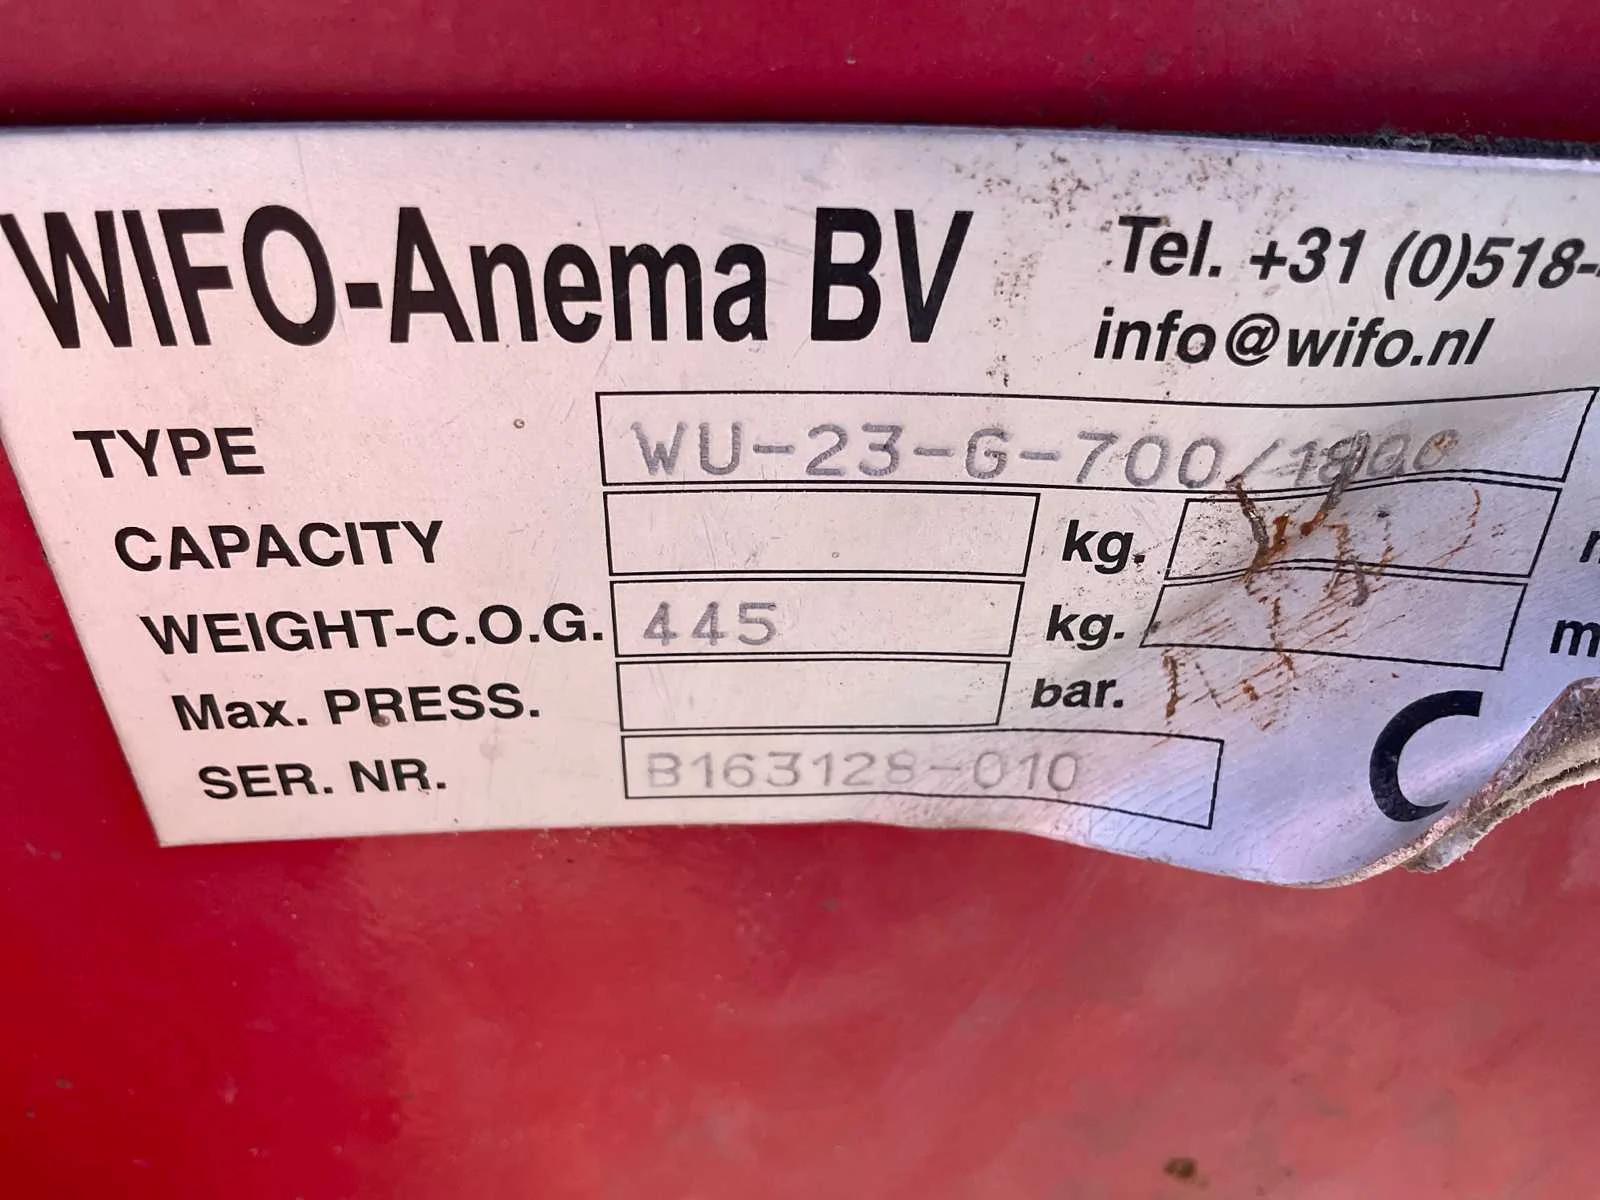 WIFO-Anema BV
Tel. +31 (0)518-
info@wifo.nl
TYPE WU-23-G-700/1800
CAPACITY kg.
WEIGHT-C.O.G. 445 kg. m
Max. PRESS. bar.
SER. NR. B163128-010
C